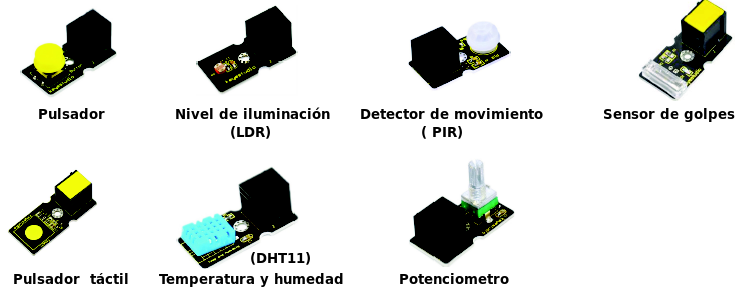 Pulsador
Nivel de iluminación
(LDR)
Detector de movimiento
( PIR)
Sensor de golpes
Pulsador táctil
(DHT11)
Temperatura y humedad
Potenciometro